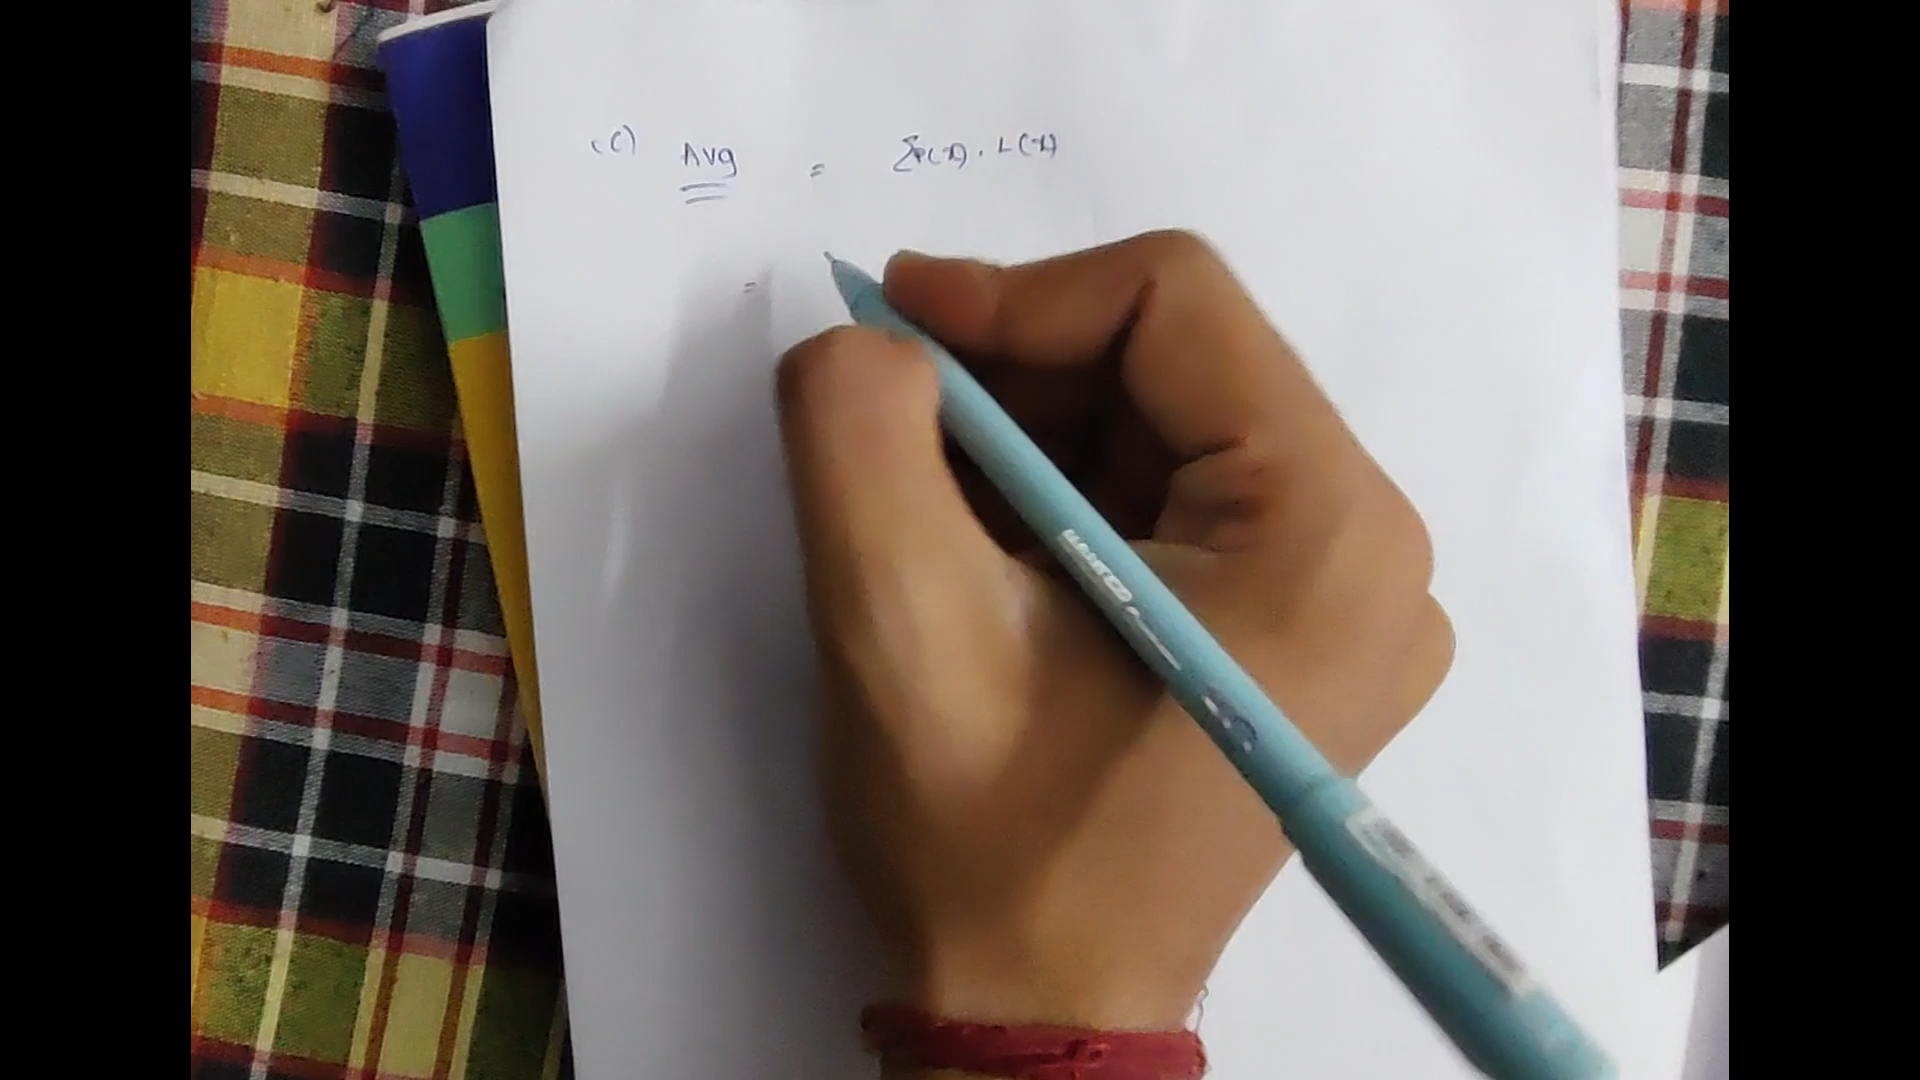 (C) Avg = Σp(x) . L(x)
=